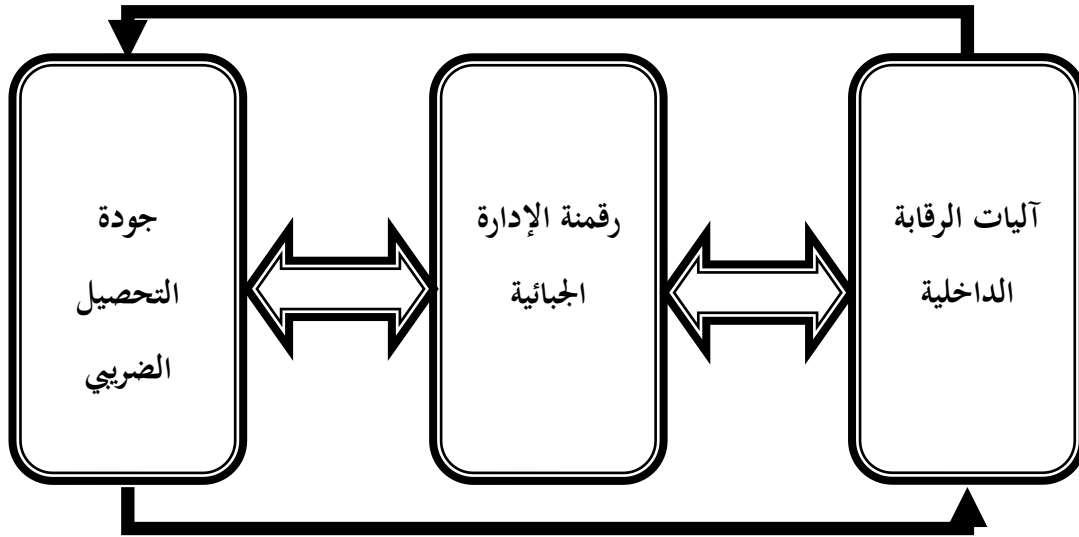 آليات الرقابة
الداخلية
رقمنة الإدارة
الجبائية
جودة
التحصيل
الضريبي